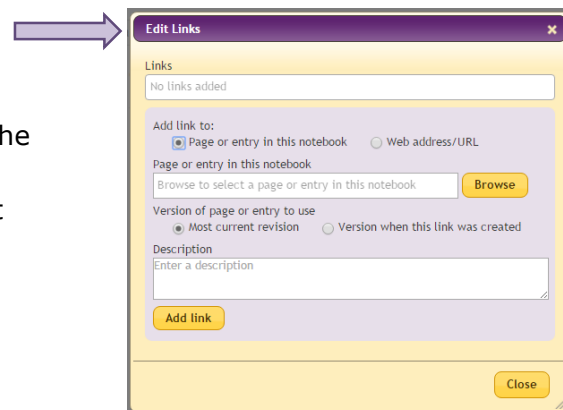 Edit Links
Links
No links added
he
Add link to:
Page or entry in this notebook Web address/URL
Page or entry in this notebook
Browse to select a page or entry in this notebook Browse
t
Version of page or entry to use
Most current revision Version when this link was created
Description
Enter a description
Add link
Close